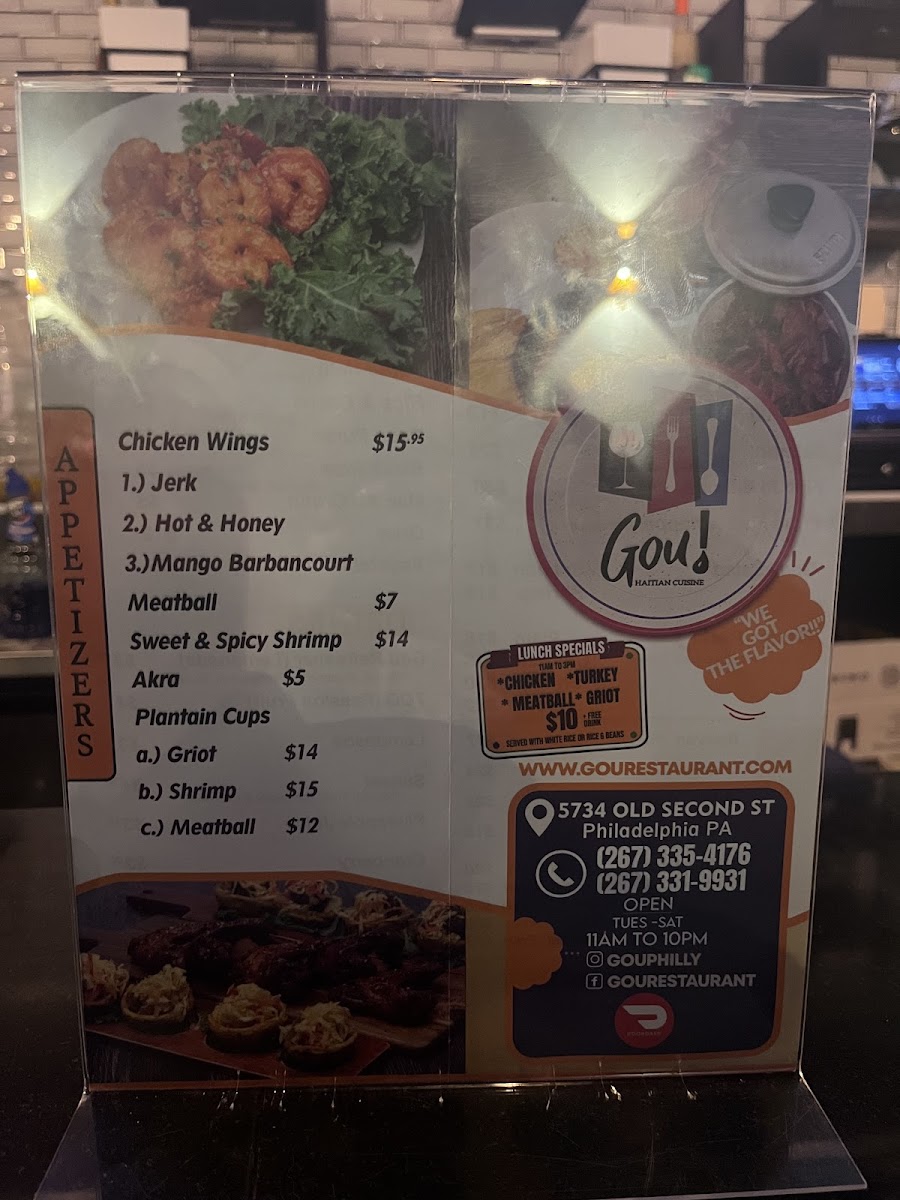 APPETIZERS
Chicken Wings $15.95
1.) Jerk
2.) Hot & Honey
3.)Mango Barbancourt
Meatball $7
Sweet & Spicy Shrimp $14
Akra $5
Plantain Cups
a.) Griot $14
b.) Shrimp $15
c.) Meatball $12
Gou!
HAITIAN CUISINE
"WE
GOT
THE FLAVOR!!"
LUNCH SPECIALS
11AM TO 3PM
*CHICKEN *TURKEY
*MEATBALL* GRIOT
$10 + FREE
DRINK
SERVED WITH WHITE RICE OR RICE & BEANS
WWW.GOURESTAURANT.COM
5734 OLD SECOND ST
Philadelphia PA
(267) 335-4176
(267) 331-9931
OPEN
TUES -SAT
11AM TO 10PM
GOUPHILLY
GOURESTAURANT
DOORDASH